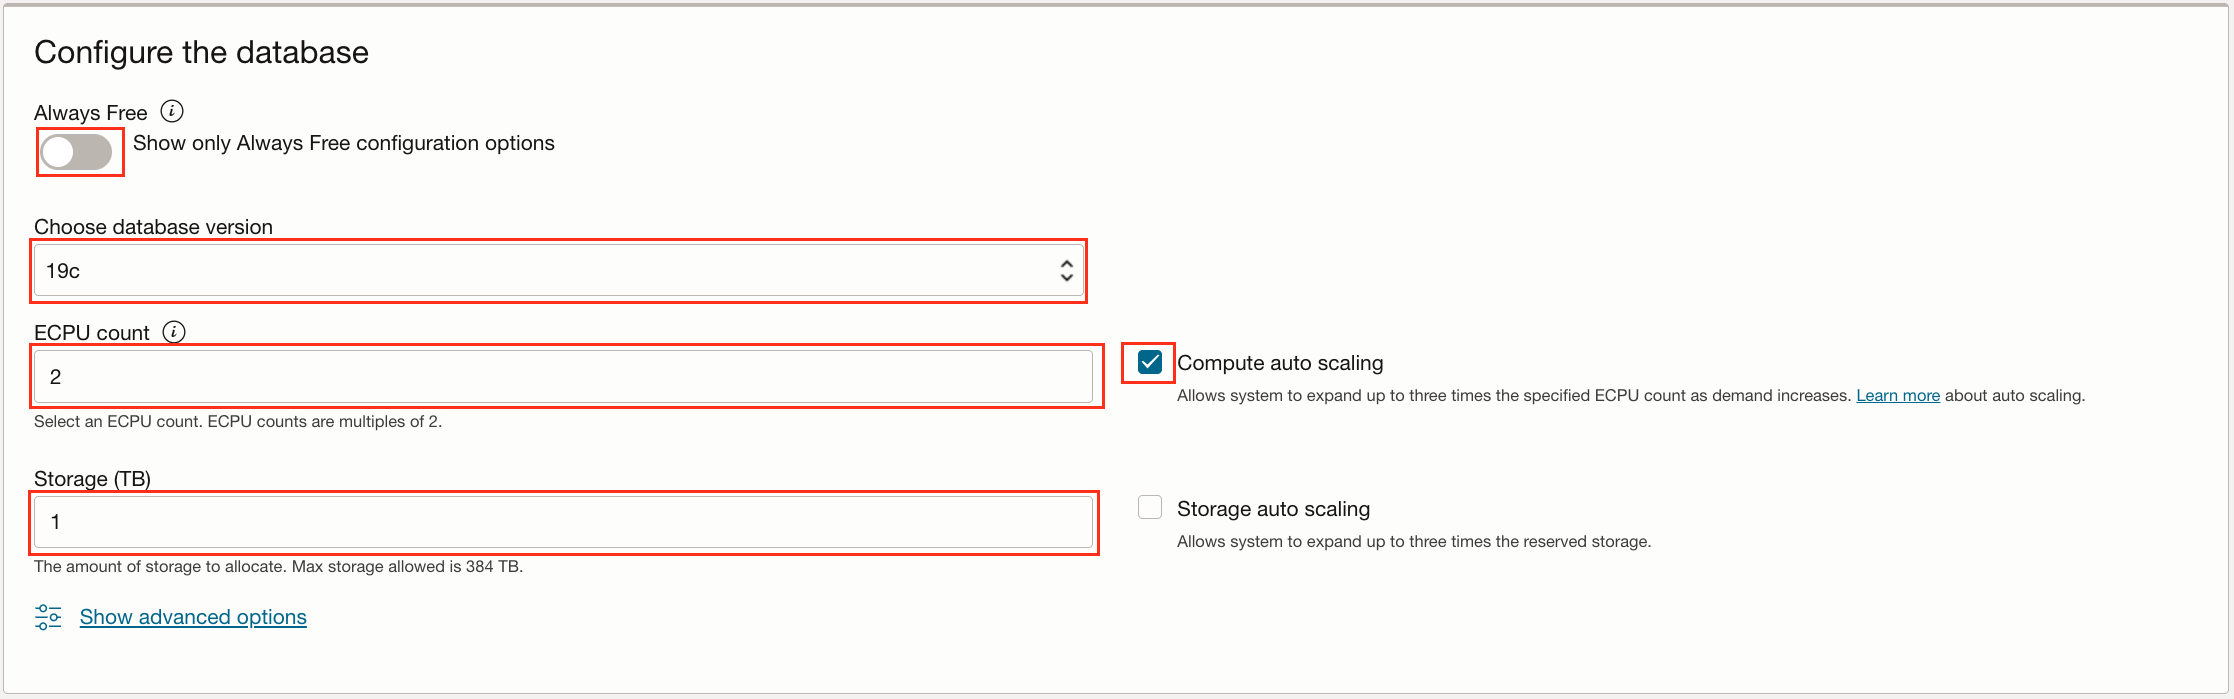 Configure the database
Always Free
Show only Always Free configuration options
Choose database version
19c
ECPU count
2
Select an ECPU count. ECPU counts are multiples of 2.
Compute auto scaling
Allows system to expand up to three times the specified ECPU count as demand increases. Learn more about auto scaling.
Storage (TB)
1
The amount of storage to allocate. Max storage allowed is 384 TB.
Storage auto scaling
Allows system to expand up to three times the reserved storage.
Show advanced options